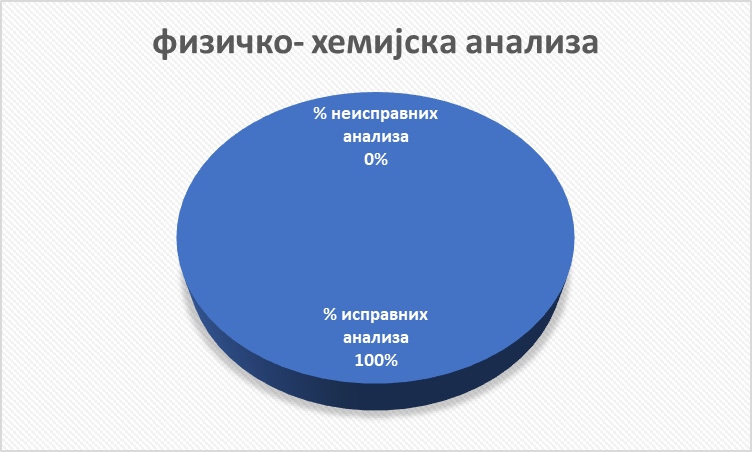 физичко- хемијска анализа
% неисправних
анализа
0%
% исправних
анализа
100%